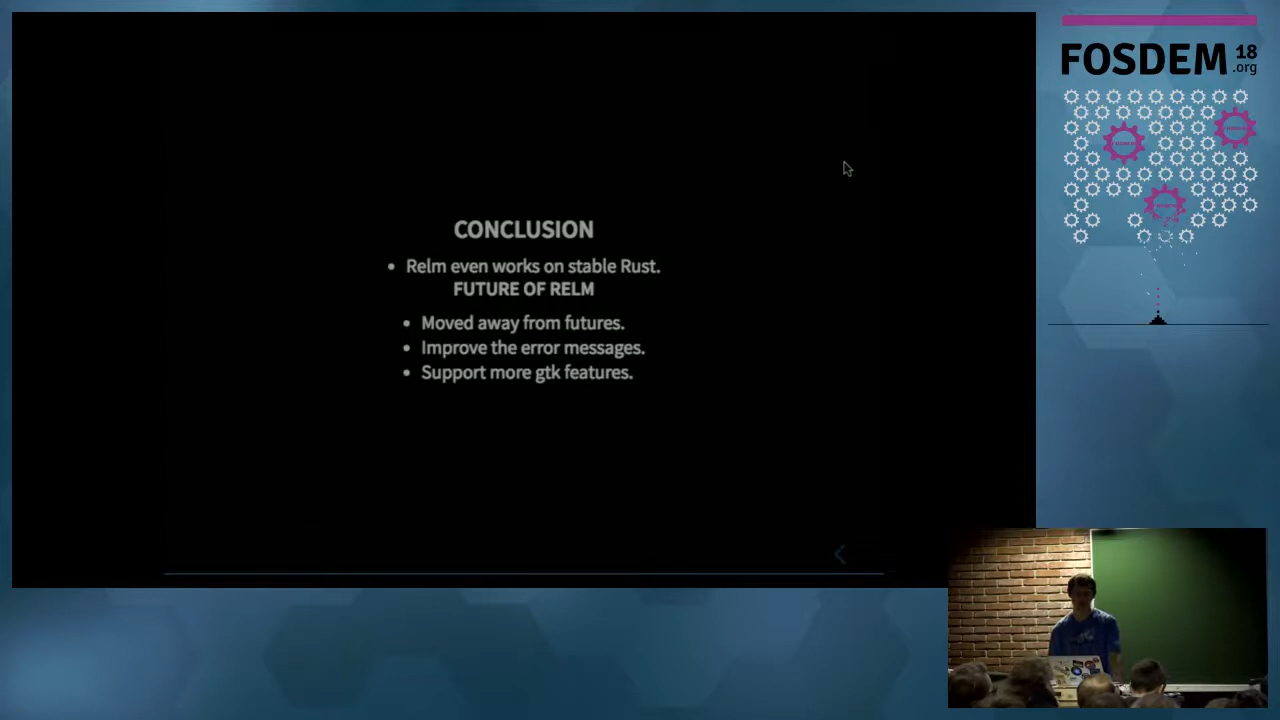 CONCLUSION
• Relm even works on stable Rust.
FUTURE OF RELM
• Moved away from futures.
• Improve the error messages.
• Support more gtk features.
FOSDEM 18
.org